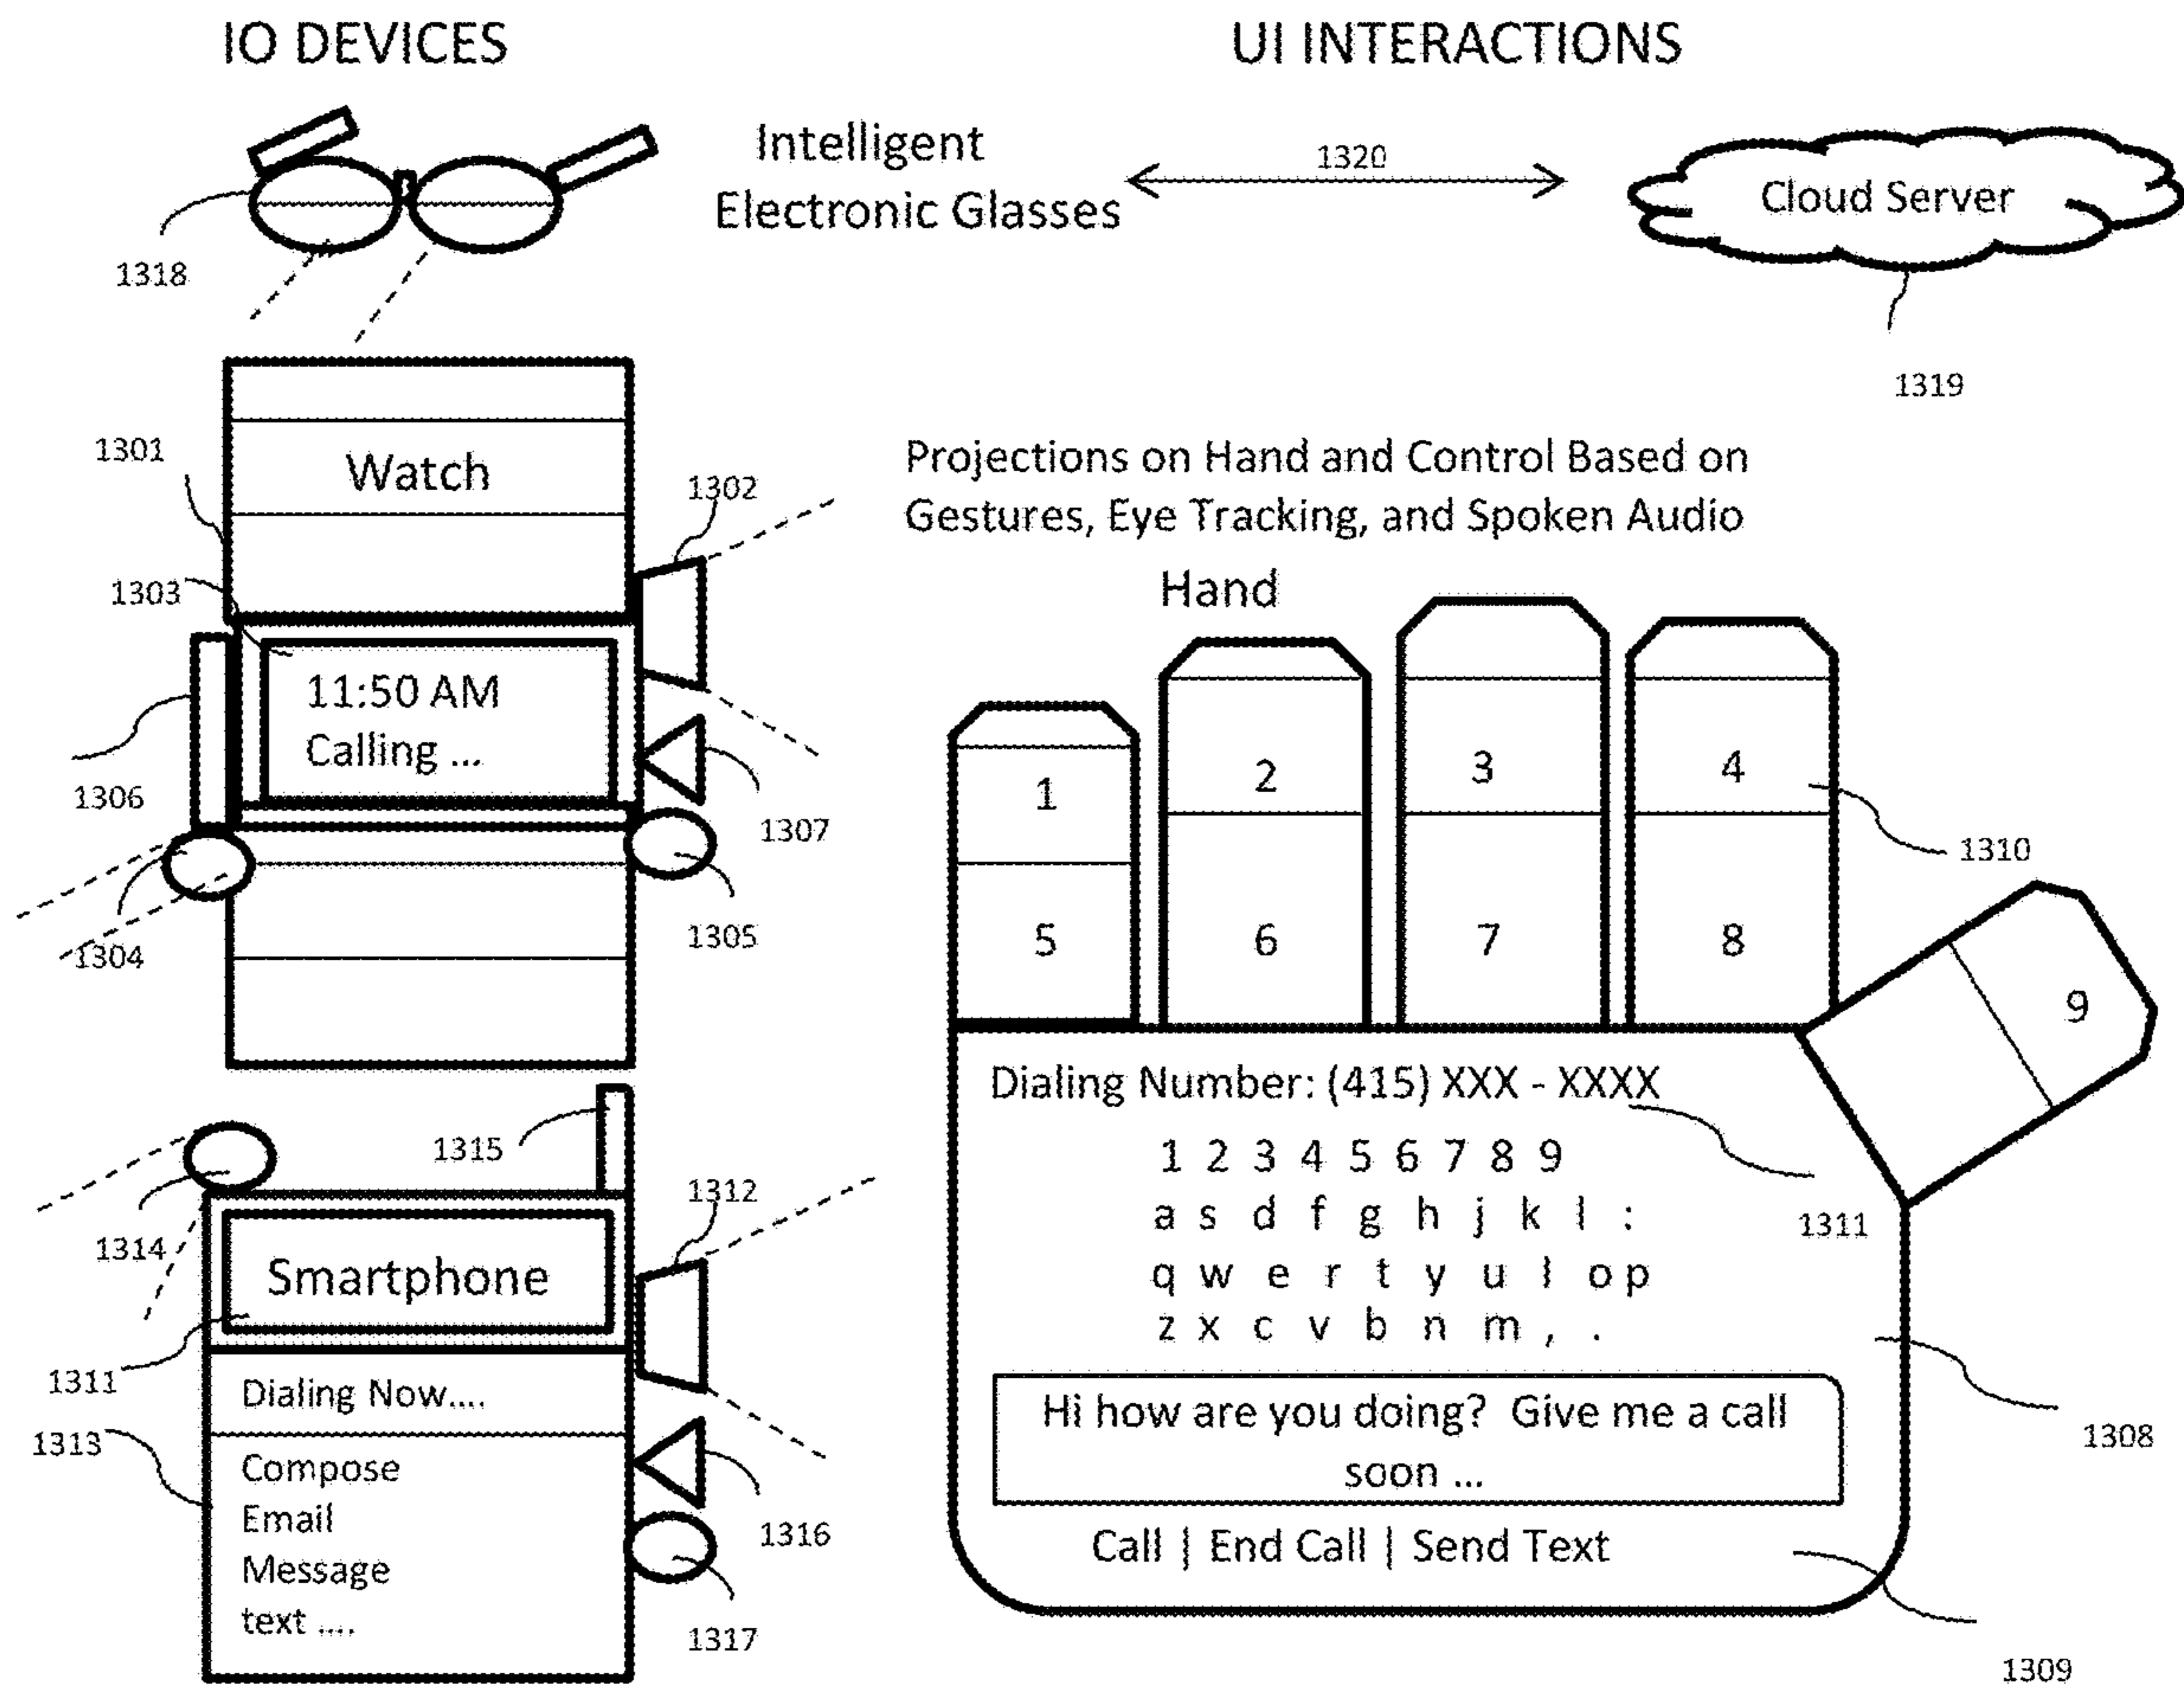 IO DEVICES
UI INTERACTIONS
Intelligent
Electronic Glasses
1320
Cloud Server
1318
1319
1301
Watch
1302
1303
11:50 AM
Calling ...
1306
1307
1304
1305
Projections on Hand and Control Based on
Gestures, Eye Tracking, and Spoken Audio
Hand
1
2
3
4
1310
5
6
7
8
9
Dialing Number: (415) XXX - XXXX
1 2 3 4 5 6 7 8 9
1311
a s d f g h j k l :
q w e r t y u l o p
z x c v b n m , .
1308
Hi how are you doing? Give me a call
soon ...
Call | End Call | Send Text
1309
1315
1314
1312
Smartphone
1311
Dialing Now....
1313
Compose
Email
Message
text ....
1316
1317